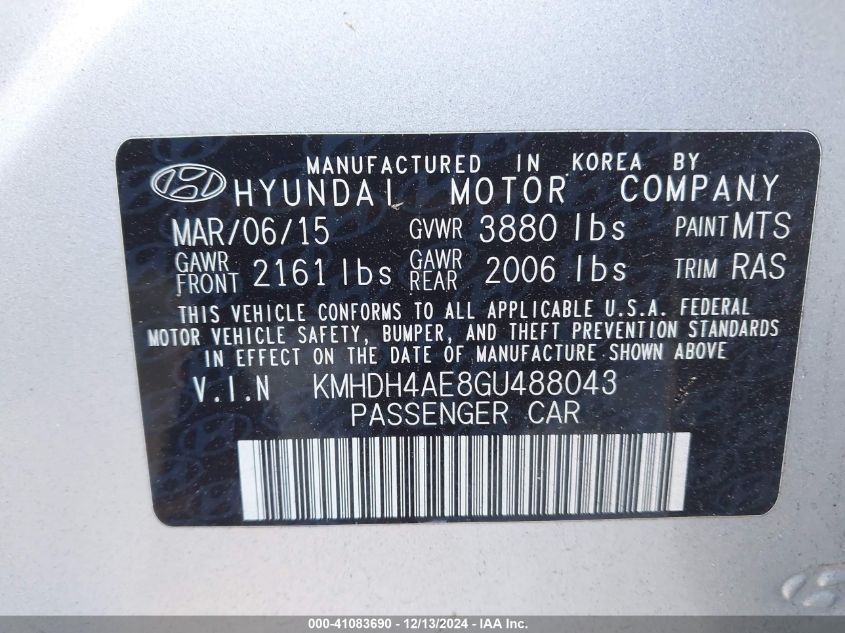 MANUFACTURED IN KOREA BY
HYUNDAI MOTOR COMPANY
MAR/06/15 GVWR 3880 lbs PAINT MTS
GAWR FRONT 2161 lbs GAWR REAR 2006 lbs TRIM RAS
THIS VEHICLE CONFORMS TO ALL APPLICABLE U.S.A. FEDERAL
MOTOR VEHICLE SAFETY, BUMPER, AND THEFT PREVENTION STANDARDS
IN EFFECT ON THE DATE OF MANUFACTURE SHOWN ABOVE
V.I.N KMHDH4AE8GU488043
PASSENGER CAR
000-41083690 - 12/13/2024 - IAA Inc.